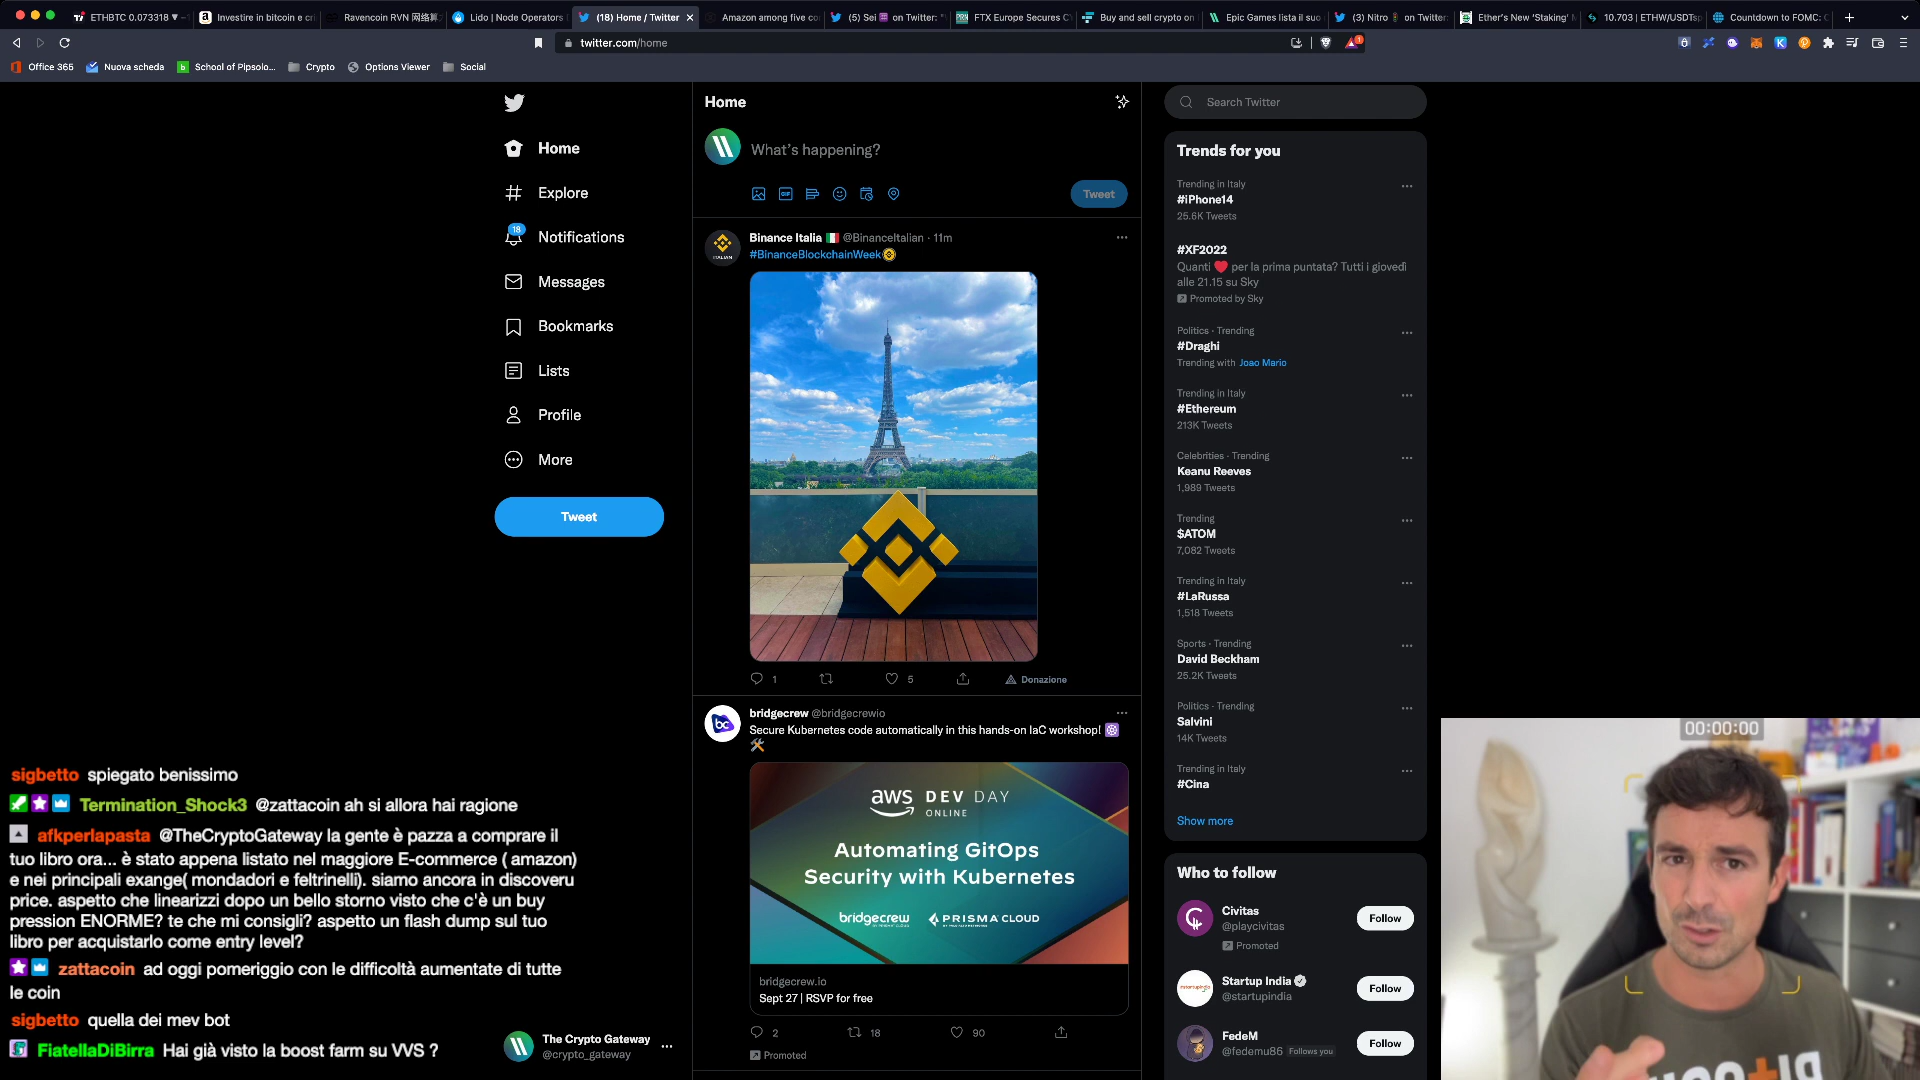 ETHBTC 0.073318
Investire in bitcoin e cri
Ravencoin RVN
Lido | Node Operators
(18) Home / Twitter
Amazon among five co
(5) Sei on Twitter: "
FTX Europe Secures C
Buy and sell crypto on
Epic Games lista il suo
(3) Nitro on Twitter:
Ether's New 'Staking' M
10.703 | ETHW/USDTsp
Countdown to FOMC: C
twitter.com/home
Office 365
Nuova scheda
School of Pipsolo...
Crypto
Options Viewer
Social
Home
Explore
18
Notifications
Messages
Bookmarks
Lists
Profile
More
Tweet
Home
What's happening?
GIF
Tweet
Binance Italia @BinanceItalian · 11m
#BinanceBlockchainWeek
ITALIAN
1
5
Donazione
bridgecrew @bridgecrewio
Secure Kubernetes code automatically in this hands-on IaC workshop!
bc
aws DEV DAY
ONLINE
Automating GitOps
Security with Kubernetes
bridgecrew
PRISMA CLOUD
bridgecrew.io
Sept 27 | RSVP for free
2
18
90
Promoted
Search Twitter
Trends for you
Trending in Italy
#iPhone14
25.6K Tweets
#XF2022
Quanti ❤ per la prima puntata? Tutti i giovedì
alle 21.15 su Sky
Promoted by Sky
Politics · Trending
#Draghi
Trending with Joao Mario
Trending in Italy
#Ethereum
213K Tweets
Celebrities · Trending
Keanu Reeves
1,989 Tweets
Trending
$ATOM
7,082 Tweets
Trending in Italy
#LaRussa
1,518 Tweets
Sports · Trending
David Beckham
25.2K Tweets
Politics · Trending
Salvini
14K Tweets
Trending in Italy
#Cina
Show more
Who to follow
Civitas
@playcivitas
Promoted
Follow
Startup India
@startupindia
Follow
FedeM
@fedemu86 Follows you
Follow
sigbetto spiegato benissimo
Termination_Shock3 @zattacoin ah si allora hai ragione
afkperlapasta @TheCryptoGateway la gente è pazza a comprare il
tuo libro ora... è stato appena listato nel maggiore E-commerce ( amazon)
e nei principali exange( mondadori e feltrinelli). siamo ancora in discoveru
price. aspetto che linearizzi dopo un bello storno visto che c'è un buy
pression ENORME? te che mi consigli? aspetto un flash dump sul tuo
libro per acquistarlo come entry level?
zattacoin ad oggi pomeriggio con le difficoltà aumentate di tutte
le coin
sigbetto quella dei mev bot
FiatellaDiBirra Hai già visto la boost farm su VVS ?
The Crypto Gateway
@crypto_gateway
00:00:00